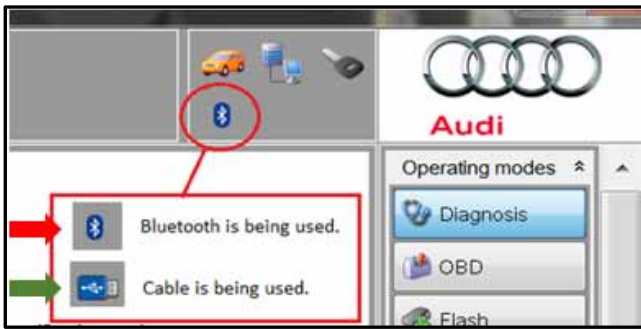 Audi
Operating modes
Diagnosis
OBD
Flash
Bluetooth is being used.
Cable is being used.